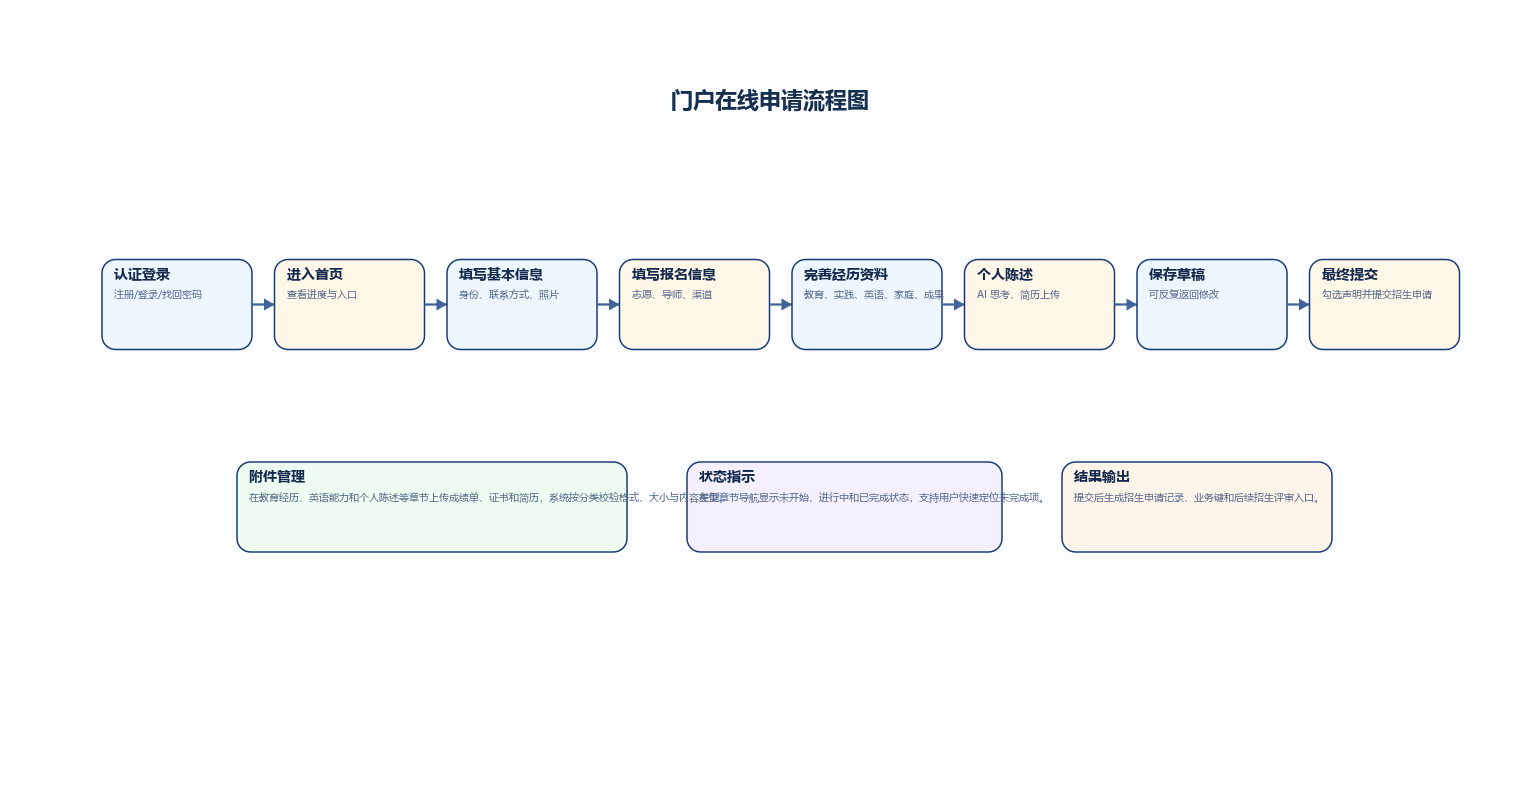 门户在线申请流程图
认证登录
注册/登录/找回密码
进入首页
查看进度与入口
填写基本信息
身份、联系方式、照片
填写报名信息
志愿、导师、渠道
完善经历资料
教育、实践、英语、家庭、成果
个人陈述
AI 思考、简历上传
保存草稿
可反复返回修改
最终提交
勾选声明并提交招生申请
附件管理
在教育经历、英语能力和个人陈述等章节上传成绩单、证书和简历，系统按分类校验格式、大小与内容
状态指示
章节导航显示未开始、进行中和已完成状态，支持用户快速定位未完成项。
结果输出
提交后生成招生申请记录、业务键和后续招生评审入口。